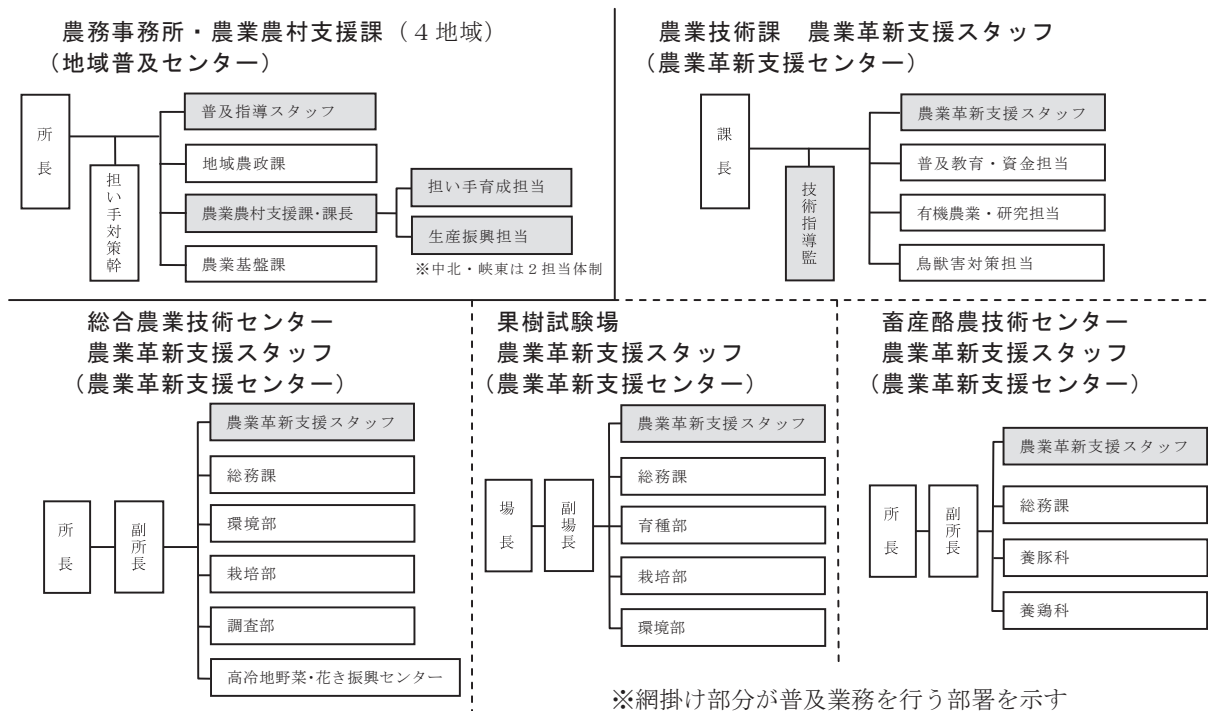 農務事務所・農業農村支援課（４地域）
（地域普及センター）
所長
担い手対策幹
普及指導スタッフ
地域農政課
農業農村支援課・課長
農業基盤課
担い手育成担当
生産振興担当
※中北・峡東は２担当体制
農業技術課　農業革新支援スタッフ
（農業革新支援センター）
課長
技術指導監
農業革新支援スタッフ
普及教育・資金担当
有機農業・研究担当
鳥獣害対策担当
総合農業技術センター
農業革新支援スタッフ
（農業革新支援センター）
所長
副所長
農業革新支援スタッフ
総務課
環境部
栽培部
調査部
高冷地野菜・花き振興センター
果樹試験場
農業革新支援スタッフ
（農業革新支援センター）
場長
副場長
農業革新支援スタッフ
総務課
育種部
栽培部
環境部
畜産酪農技術センター
農業革新支援スタッフ
（農業革新支援センター）
所長
副所長
農業革新支援スタッフ
総務課
養豚科
養鶏科
※網掛け部分が普及業務を行う部署を示す